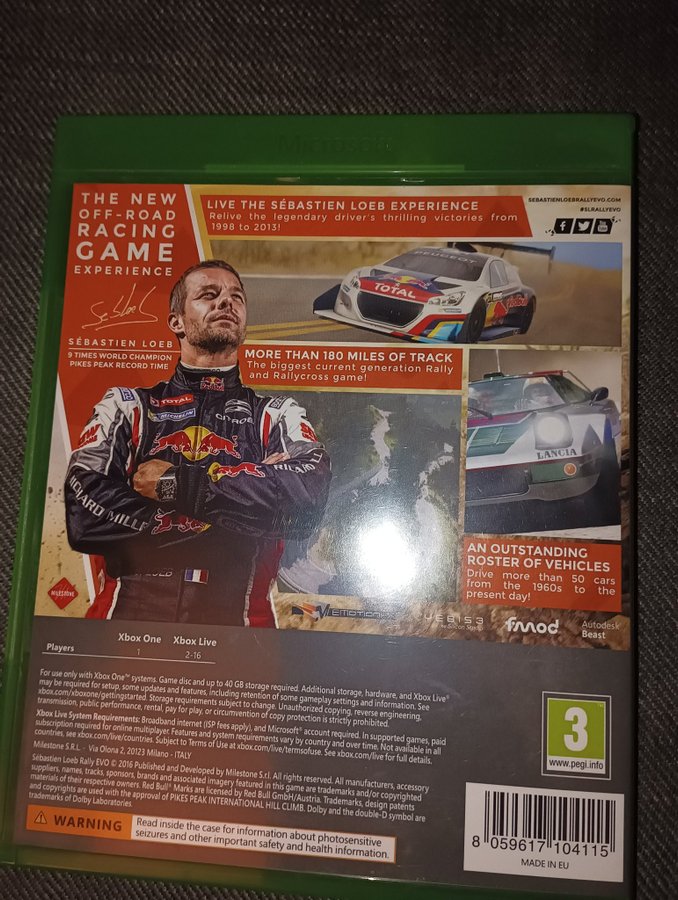 Microsoft
THE NEW
OFF-ROAD
RACING
GAME
EXPERIENCE
SÉBASTIEN LOEB
9 TIMES WORLD CHAMPION
PIKES PEAK RECORD TIME
LIVE THE SÉBASTIEN LOEB EXPERIENCE
Relive the legendary driver's thrilling victories from
1998 to 2013!
SEBASTIENLOEBRALLYEVO.COM
#SLRALLYEVO
PEUGEOT
Red Bull
TOTAL
MORE THAN 180 MILES OF TRACK
The biggest current generation Rally
and Rallycross game!
TOTAL
MICHELIN
CITROË
RICHARD MILLE
RICHARD MILLE
LANCIA
AN OUTSTANDING
ROSTER OF VEHICLES
Drive more than 50 cars
from the 1960s to the
present day!
MILESTONE
EMOTION
fmod
Autodesk
Beast
Xbox One Xbox Live
Players 1 2-16
For use only with Xbox One™ systems. Game disc and up to 40 GB storage required. Additional storage, hardware, and Xbox Live®
may be required for setup, some updates and features, including retention of some gameplay settings and information. See
xbox.com/xboxone/gettingstarted. Storage requirements subject to change. Unauthorized copying, reverse engineering,
transmission, public performance, rental, pay for play, or circumvention of copy protection is strictly prohibited.
Xbox Live System Requirements: Broadband internet (ISP fees apply), and Microsoft® account required. In supported games, paid
subscription required for online multiplayer. Features and system requirements vary by country and over time. Not available in all
countries, see xbox.com/live/countries. Subject to Terms of Use at xbox.com/live/termsofuse. See xbox.com/live for full details.
Milestone S.R.L. - Via Olona 2, 20123 Milano - ITALY
Sébastien Loeb Rally EVO © 2016 Published and Developed by Milestone S.r.l. All rights reserved. All manufacturers, accessory
suppliers, names, tracks, sponsors, brands and associated imagery featured in this game are trademarks and/or copyrighted
materials of their respective owners. Red Bull® Marks are licensed by Red Bull GmbH/Austria. Trademarks, design patents
and copyrights are used with the approval of PIKES PEAK INTERNATIONAL HILL CLIMB. Dolby and the double-D symbol are
trademarks of Dolby Laboratories.
WARNING
Read inside the case for information about photosensitive
seizures and other important safety and health information.
3
www.pegi.info
8 059617 104115
MADE IN EU